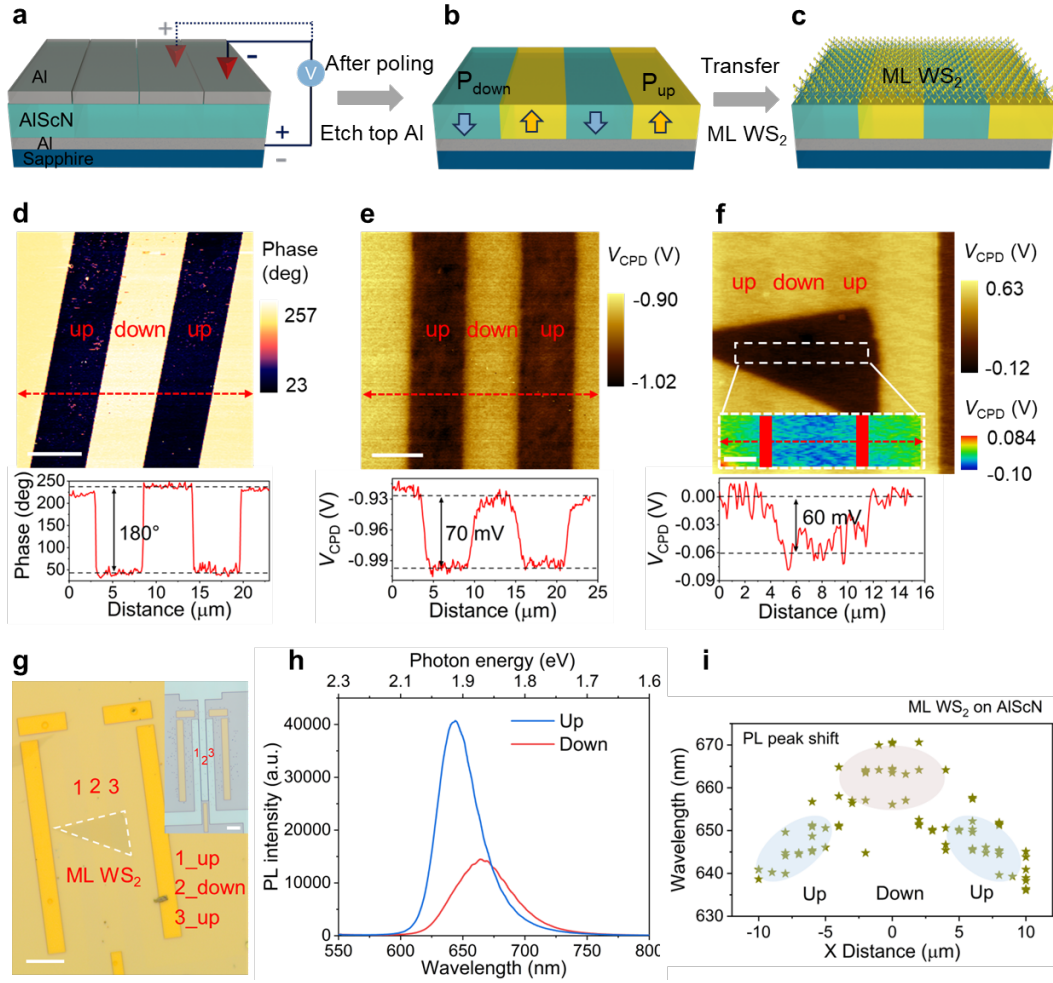 a
+
-
V
Al
AlScN
Al
Sapphire
+
-
After poling
Etch top Al
b
P_down
P_up
Transfer
ML WS₂
c
ML WS₂
d
up down up
Phase
(deg)
257
23
Phase (deg)
250
200
150
100
50
180°
0 5 10 15 20
Distance (μm)
e
up down up
V_CPD (V)
-0.90
-1.02
V_CPD (V)
-0.93
-0.96
-0.99
70 mV
0 5 10 15 20 25
Distance (μm)
f
up down up
V_CPD (V)
0.63
-0.12
V_CPD (V)
0.084
-0.10
V_CPD (V)
0.00
-0.03
-0.06
-0.09
60 mV
0 2 4 6 8 10 12 14 16
Distance (μm)
g
1 2 3
ML WS₂
1 2 3
1_up
2_down
3_up
h
Photon energy (eV)
2.3 2.0 1.9 1.8 1.7 1.6
PL intensity (a.u.)
40000
30000
20000
10000
0
Up
Down
550 600 650 700 750 800
Wavelength (nm)
i
ML WS₂ on AlScN
PL peak shift
Wavelength (nm)
670
660
650
640
630
Up Down Up
-10 -5 0 5 10
X Distance (μm)